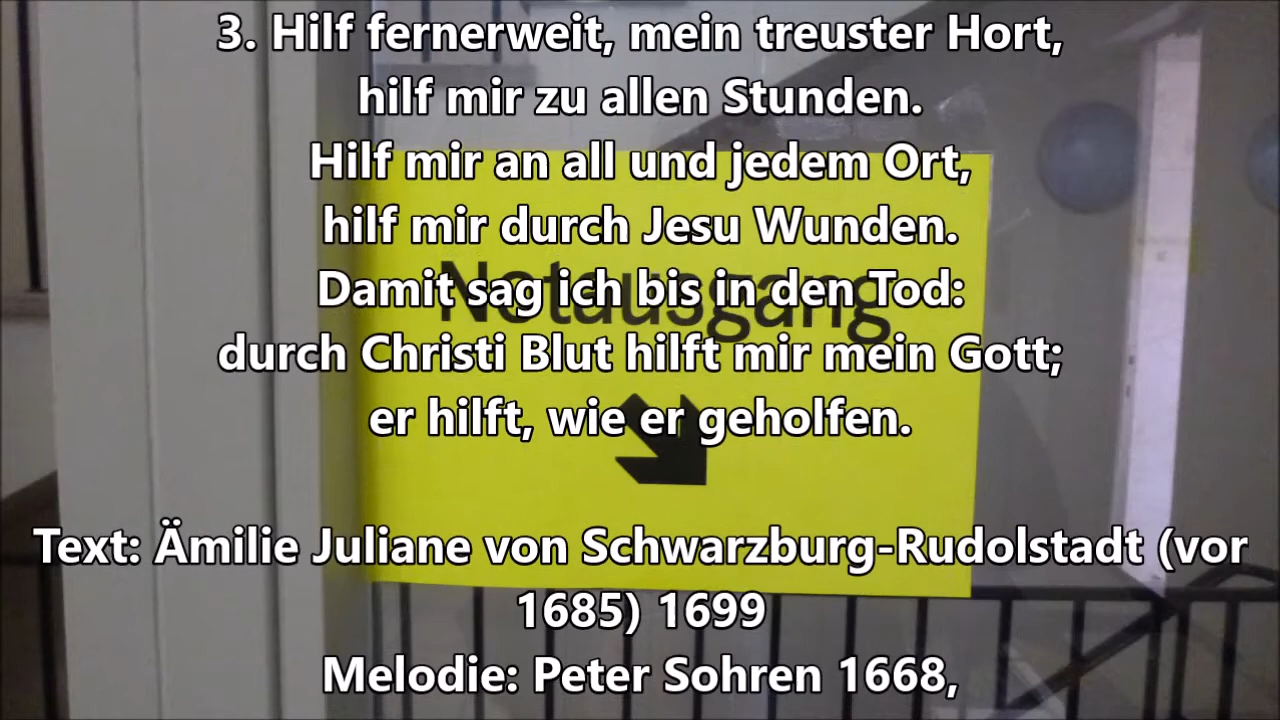 3. Hilf fernerweit, mein treuster Hort,
hilf mir zu allen Stunden.
Hilf mir an all und jedem Ort,
hilf mir durch Jesu Wunden.
Notausgang
Damit sag ich bis in den Tod:
durch Christi Blut hilft mir mein Gott;
er hilft, wie er geholfen.
Text: Ämilie Juliane von Schwarzburg-Rudolstadt (vor
1685) 1699
Melodie: Peter Sohren 1668,